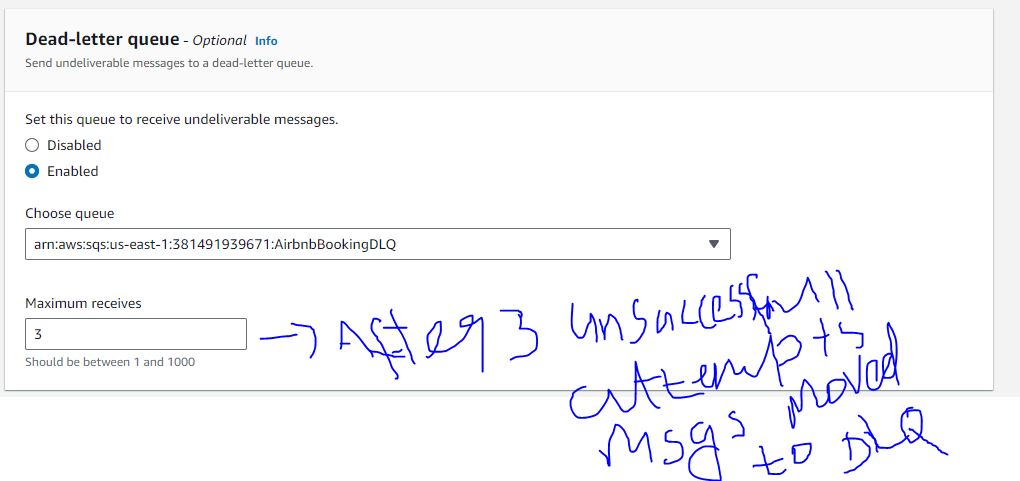 Dead-letter queue - Optional Info
Send undeliverable messages to a dead-letter queue.
Set this queue to receive undeliverable messages.
Disabled
Enabled
Choose queue
arn:aws:sqs:us-east-1:381491939671:AirbnbBookingDLQ
Maximum receives
3
Should be between 1 and 1000
→ After 3 unsuccessfull
attempts
msgs moved
to DLQ